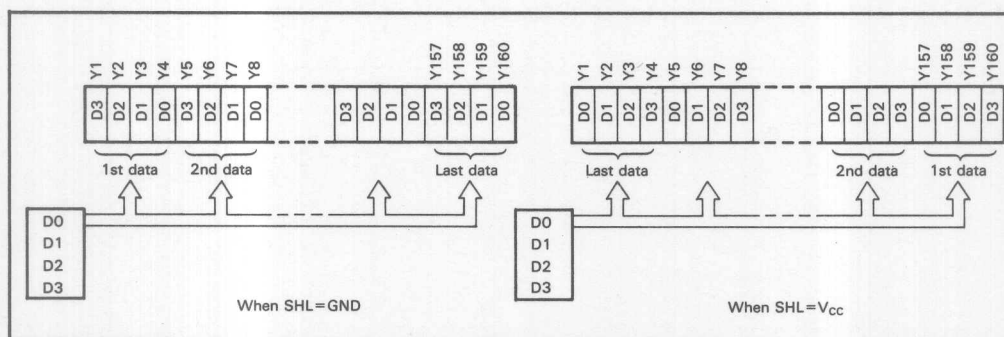 Y1 Y2 Y3 Y4 Y5 Y6 Y7 Y8 Y157 Y158 Y159 Y160
D3 D2 D1 D0 D3 D2 D1 D0 D3 D2 D1 D0 D3 D2 D1 D0
1st data 2nd data Last data
D0
D1
D2
D3
When SHL=GND
Y1 Y2 Y3 Y4 Y5 Y6 Y7 Y8 Y157 Y158 Y159 Y160
D0 D1 D2 D3 D0 D1 D2 D3 D0 D1 D2 D3 D0 D1 D2 D3
Last data 2nd data 1st data
D0
D1
D2
D3
When SHL=VCC